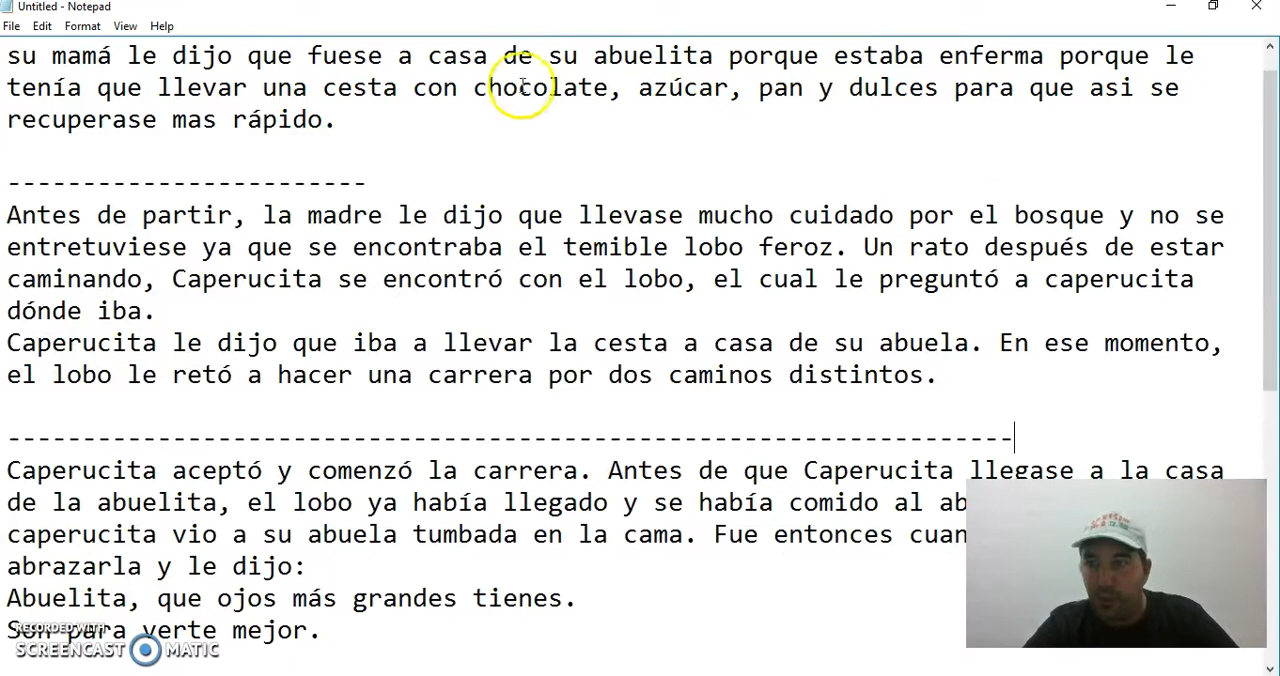 Untitled - Notepad
File Edit Format View Help
su mamá le dijo que fuese a casa de su abuelita porque estaba enferma porque le
tenía que llevar una cesta con chocolate, azúcar, pan y dulces para que asi se
recuperase mas rápido.
------------------------
Antes de partir, la madre le dijo que llevase mucho cuidado por el bosque y no se
entretuviese ya que se encontraba el temible lobo feroz. Un rato después de estar
caminando, Caperucita se encontró con el lobo, el cual le preguntó a caperucita
dónde iba.
Caperucita le dijo que iba a llevar la cesta a casa de su abuela. En ese momento,
el lobo le retó a hacer una carrera por dos caminos distintos.
-------------------------------------------------------------------
Caperucita aceptó y comenzó la carrera. Antes de que Caperucita llegase a la casa
de la abuelita, el lobo ya había llegado y se había comido al ab
caperucita vio a su abuela tumbada en la cama. Fue entonces cuan
abrazarla y le dijo:
Abuelita, que ojos más grandes tienes.
Son para verte mejor.
RECORDED WITH
SCREENCAST MATIC